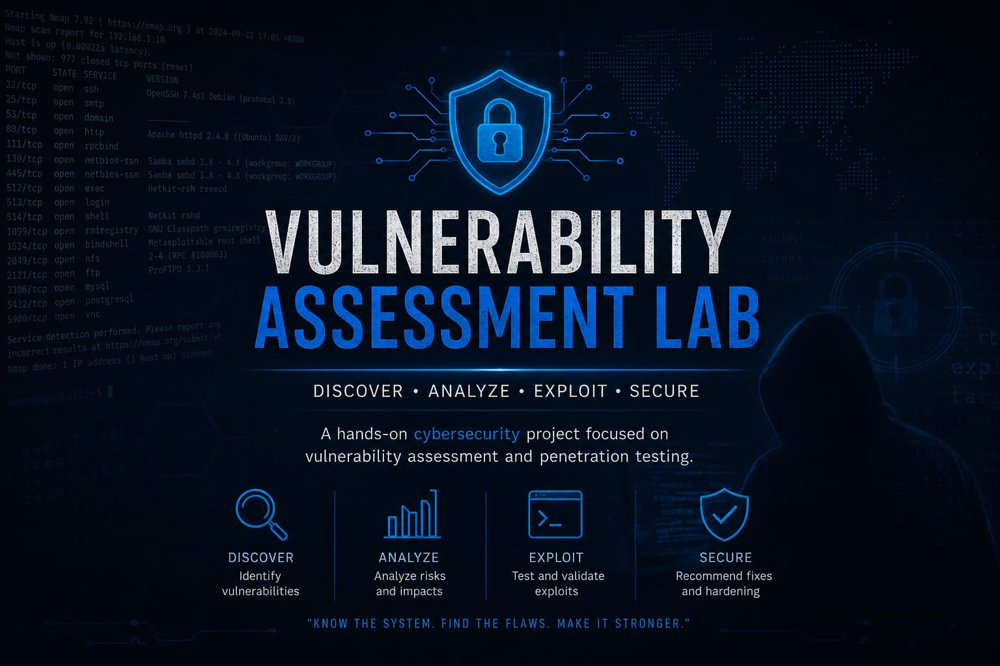 Starting Nmap 7.92 ( https://nmap.org ) at 2024-09-22 17:05 +0300
Nmap scan report for 192.168.1.10
Host is up (0.00022s latency).
Not shown: 977 closed tcp ports (reset)
PORT STATE SERVICE VERSION
22/tcp open ssh OpenSSH 7.4p1 Debian (protocol 2.0)
25/tcp open smtp
53/tcp open domain ---------
80/tcp open http Apache httpd 2.4.8 ((Ubuntu) DAV/2)
111/tcp open rpcbind
139/tcp open netbios-ssn Samba smbd 3.X - 4.X (workgroup: WORKGROUP)
445/tcp open netbios-ssn Samba smbd 3.X - 4.X (workgroup: WORKGROUP)
512/tcp open exec netkit-rsh rexecd
513/tcp open login
514/tcp open shell Netkit rshd
1099/tcp open rmiregistry GNU Classpath grmiregistry
1524/tcp open bindshell Metasploitable root shell
2049/tcp open nfs 2-4 (RPC #100003)
2121/tcp open ftp ProFTPD 1.3.1
3306/tcp open mysql
5432/tcp open postgresql
5900/tcp open vnc
Service detection performed. Please report any
incorrect results at https://nmap.org/submit/
Nmap done: 1 IP address (1 host up) scanned
VULNERABILITY
ASSESSMENT LAB
DISCOVER • ANALYZE • EXPLOIT • SECURE
A hands-on cybersecurity project focused on
vulnerability assessment and penetration testing.
DISCOVER
Identify
vulnerabilities
ANALYZE
Analyze risks
and impacts
EXPLOIT
Test and validate
exploits
SECURE
Recommend fixes
and hardening
“KNOW THE SYSTEM. FIND THE FLAWS. MAKE IT STRONGER.”
exploit
target
payload